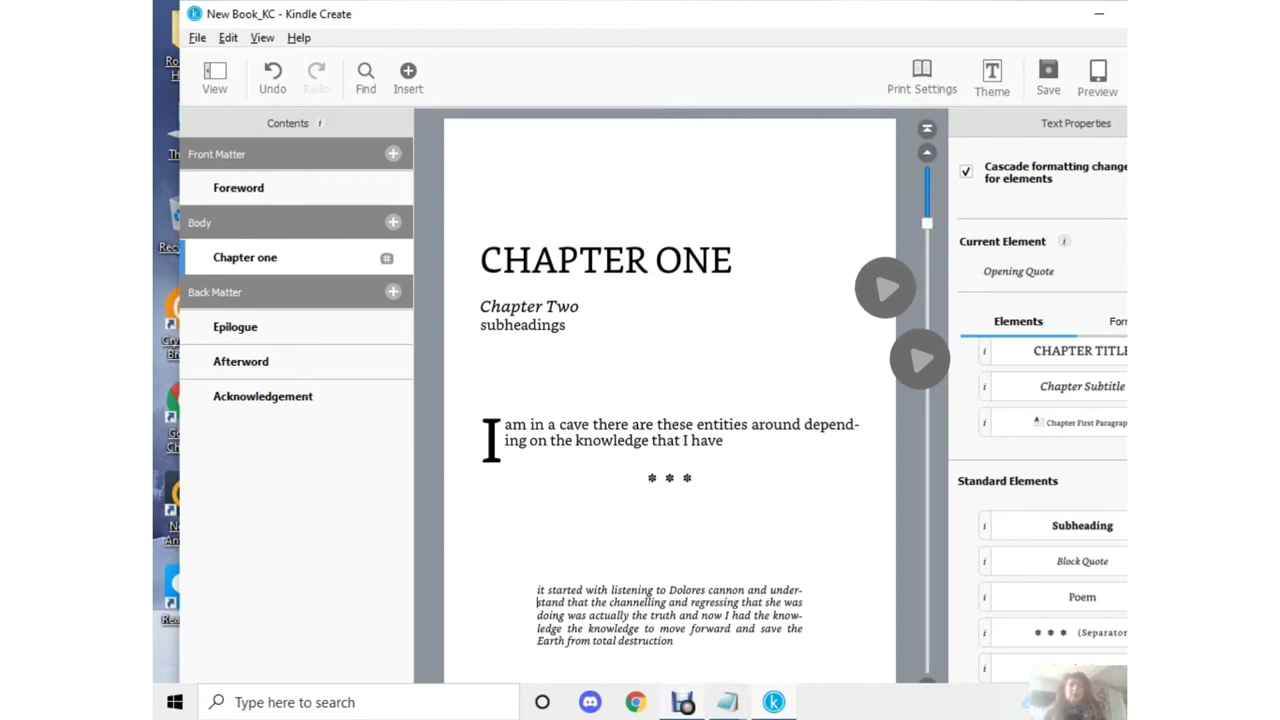 New Book_KC - Kindle Create
File Edit View Help
View Undo Redo Find Insert Print Settings Theme Save Preview
Contents i
Front Matter
Foreword
Body
Chapter one
Back Matter
Epilogue
Afterword
Acknowledgement
CHAPTER ONE
Chapter Two
subheadings
I am in a cave there are these entities around depend-
ing on the knowledge that I have
it started with listening to Dolores cannon and under-
stand that the channelling and regressing that she was
doing was actually the truth and now I had the know-
ledge the knowledge to move forward and save the
Earth from total destruction
Text Properties
Cascade formatting change
for elements
Current Element i
Opening Quote
Elements For
i CHAPTER TITL
i Chapter Subtitle
i Chapter First Paragrap
Standard Elements
i Subheading
i Block Quote
i Poem
i * * * (Separator
i
Type here to search